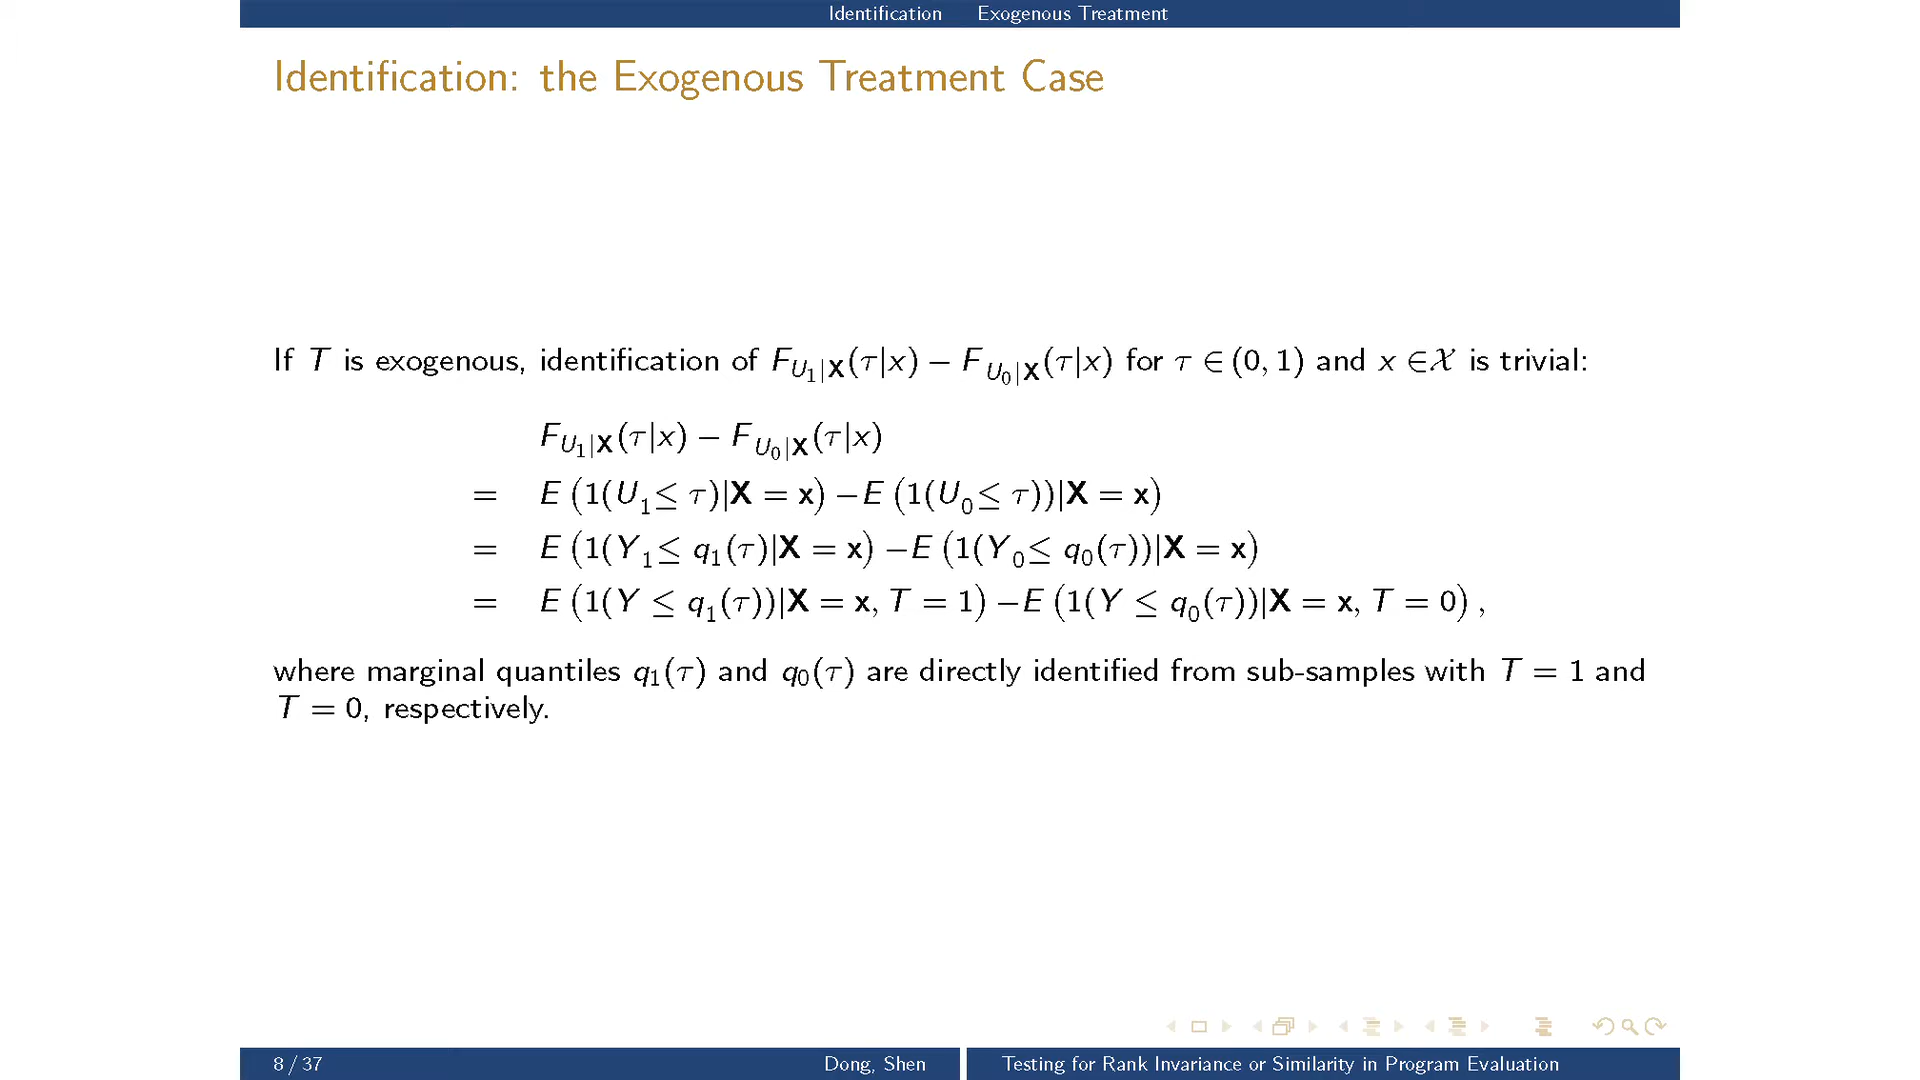 Identification Exogenous Treatment
Identification: the Exogenous Treatment Case
If T is exogenous, identification of F_{U_1|X}(τ|x) − F_{U_0|X}(τ|x) for τ ∈ (0, 1) and x ∈ 𝒳 is trivial:
F_{U_1|X}(τ|x) − F_{U_0|X}(τ|x)
= E (1(U_1 ≤ τ)|X = x) − E (1(U_0 ≤ τ))|X = x)
= E (1(Y_1 ≤ q_1(τ)|X = x) − E (1(Y_0 ≤ q_0(τ))|X = x)
= E (1(Y ≤ q_1(τ))|X = x, T = 1) − E (1(Y ≤ q_0(τ))|X = x, T = 0) ,
where marginal quantiles q_1(τ) and q_0(τ) are directly identified from sub-samples with T = 1 and
T = 0, respectively.
8 / 37 Dong, Shen Testing for Rank Invariance or Similarity in Program Evaluation